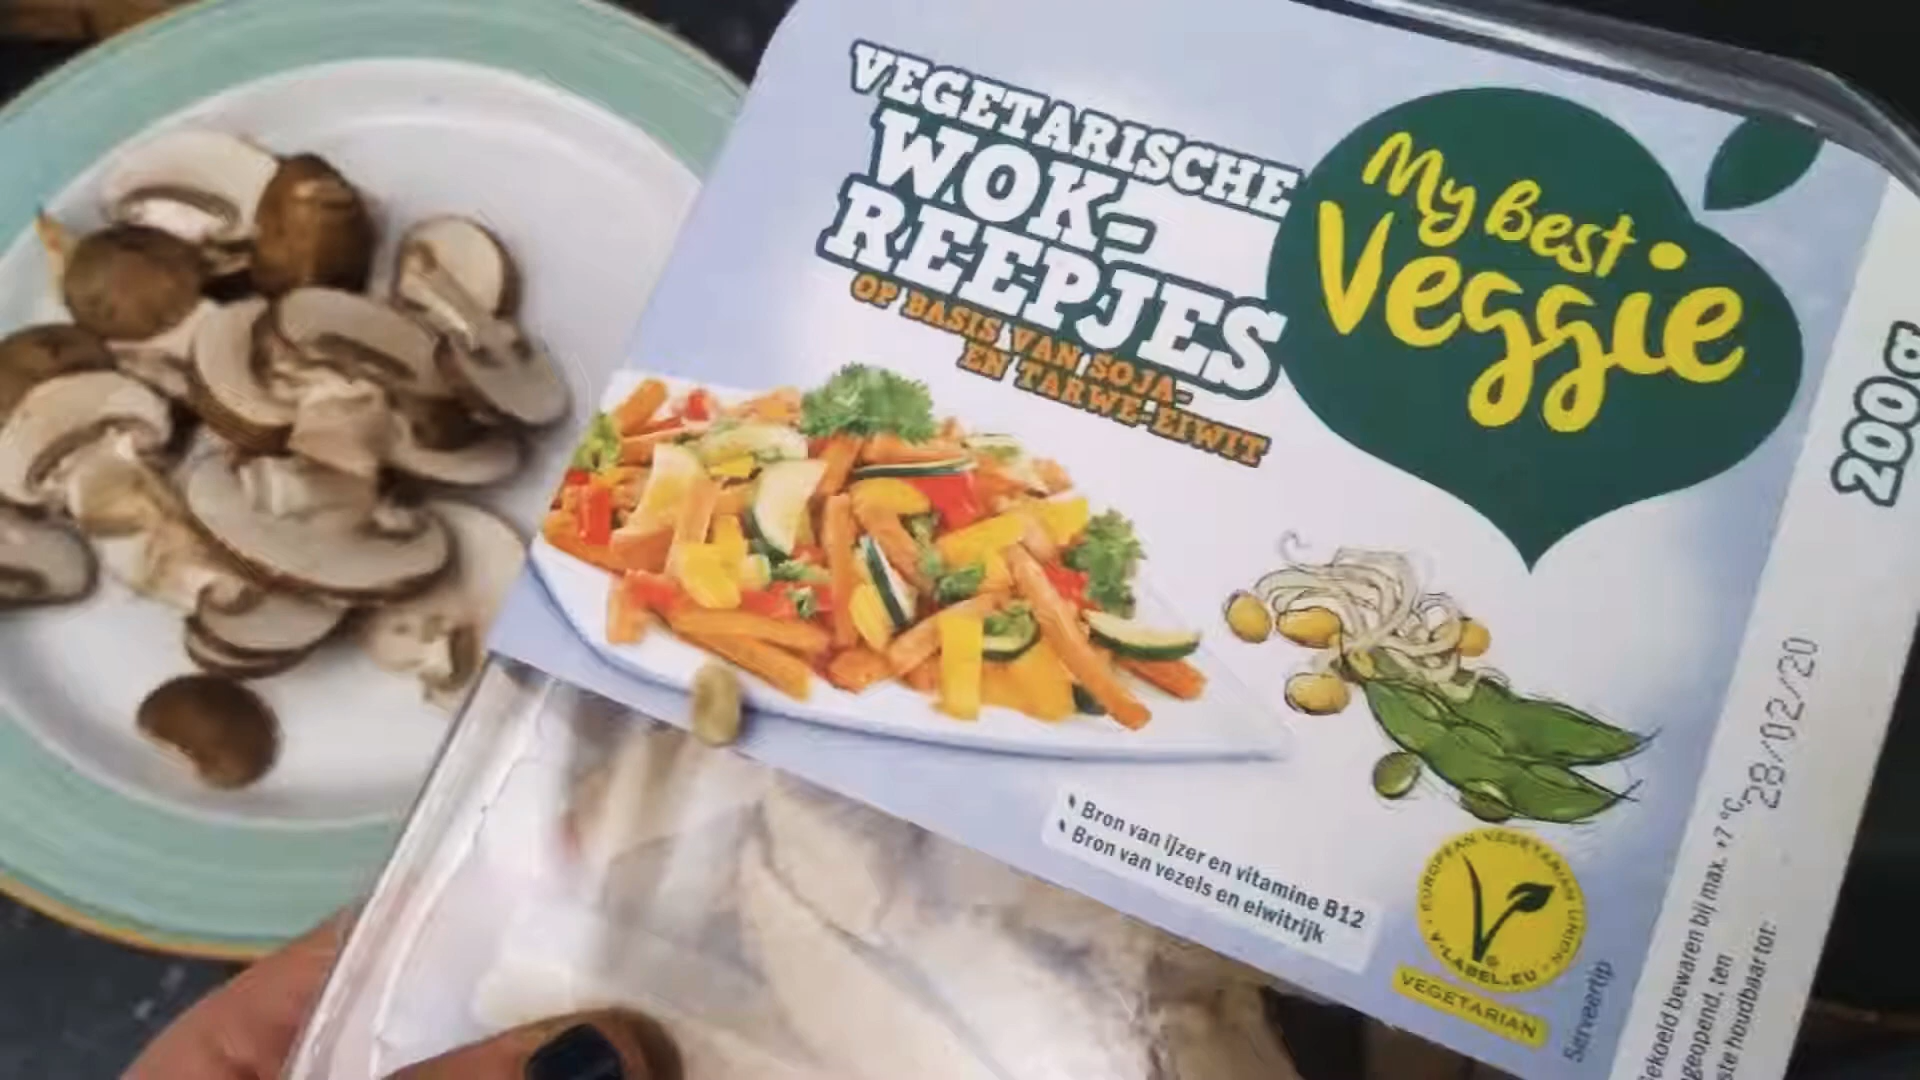 VEGETARISCHE
WOK-
REEPJES
OP BASIS VAN SOJA-
EN TARWE-EIWIT
My Best
Veggie
200g
• Bron van ijzer en vitamine B12
• Bron van vezels en eiwitrijk
EUROPEAN VEGETARIAN UNION
V-LABEL.EU
VEGETARIAN
Serveertip
28/02/20
Gekoeld bewaren bij max. +7 °C
geopend, ten
ste houdbaar tot: